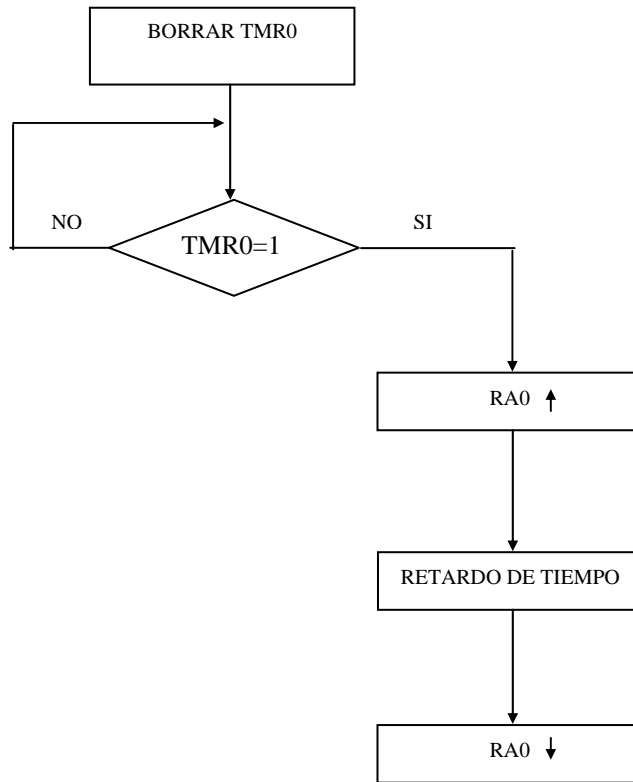 BORRAR TMR0
NO
SI
TMR0=1
RA0
RETARDO DE TIEMPO
RA0